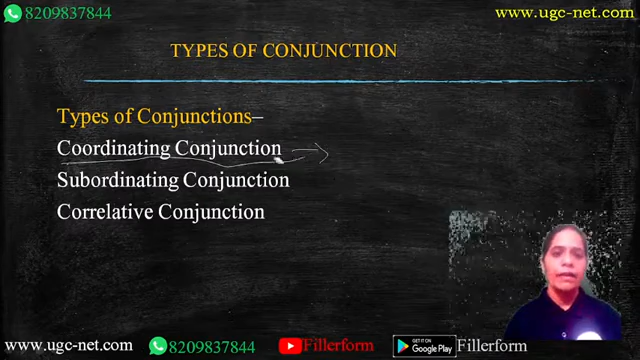 8209837844
www.ugc-net.com
TYPES OF CONJUNCTION
Types of Conjunctions–
Coordinating Conjunction
Subordinating Conjunction
Correlative Conjunction
www.ugc-net.com
8209837844
Fillerform
GET IT ON
Google Play
Fillerform